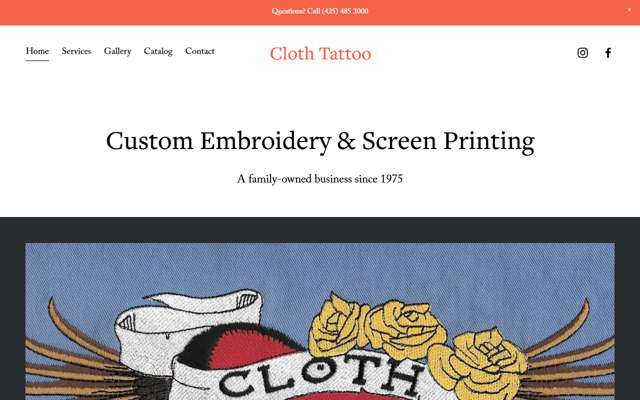 Questions? Call (425) 485 3000
×
Home Services Gallery Catalog Contact
Cloth Tattoo
Custom Embroidery & Screen Printing
A family-owned business since 1975
CLOTH